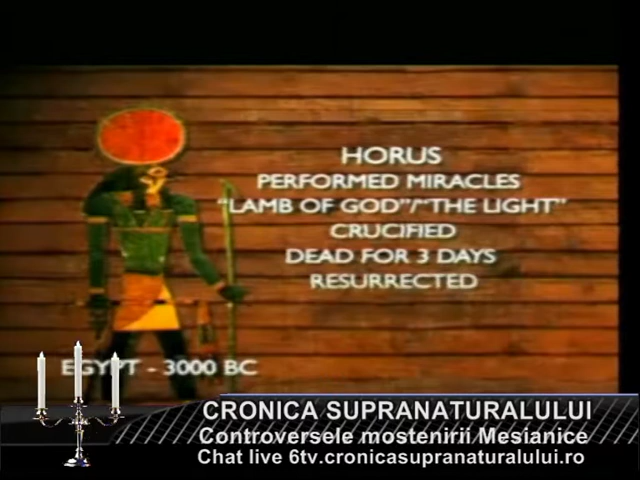 HORUS
PERFORMED MIRACLES
“LAMB OF GOD”/“THE LIGHT”
CRUCIFIED
DEAD FOR 3 DAYS
RESURRECTED
EGYPT - 3000 BC
CRONICA SUPRANATURALULUI
Controversele mostenirii Mesianice
Chat live 6tv.cronicasupranaturalului.ro